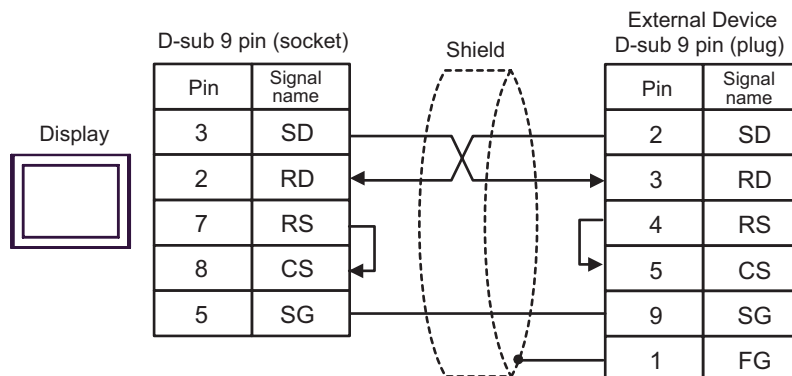 External Device
D-sub 9 pin (socket)
D-sub 9 pin (plug)
Shield
Display
Pin Signal name
3 SD
2 RD
7 RS
8 CS
5 SG
Pin Signal name
2 SD
3 RD
4 RS
5 CS
9 SG
1 FG